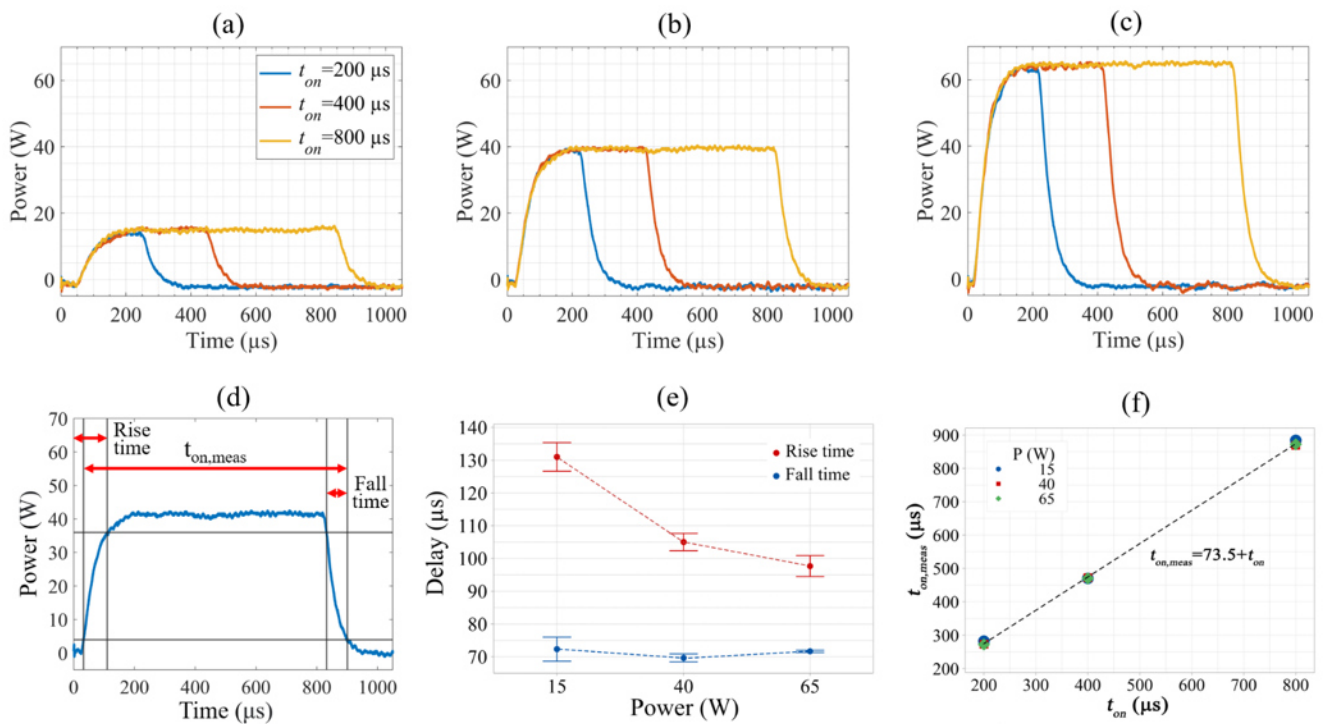 (a)
60
40
20
0
Power (W)
t_on=200 µs
t_on=400 µs
t_on=800 µs
0 200 400 600 800 1000
Time (µs)
(b)
60
40
20
0
Power (W)
0 200 400 600 800 1000
Time (µs)
(c)
60
40
20
0
Power (W)
0 200 400 600 800 1000
Time (µs)
(d)
70
60
50
40
30
20
10
0
Power (W)
Rise
time
t_on,meas
Fall
time
0 200 400 600 800 1000
Time (µs)
(e)
140
130
120
110
100
90
80
70
Delay (µs)
Rise time
Fall time
15 40 65
Power (W)
(f)
900
800
700
600
500
400
300
200
t_on,meas (µs)
P (W)
15
40
65
t_on,meas=73.5+t_on
200 300 400 500 600 700 800
t_on (µs)